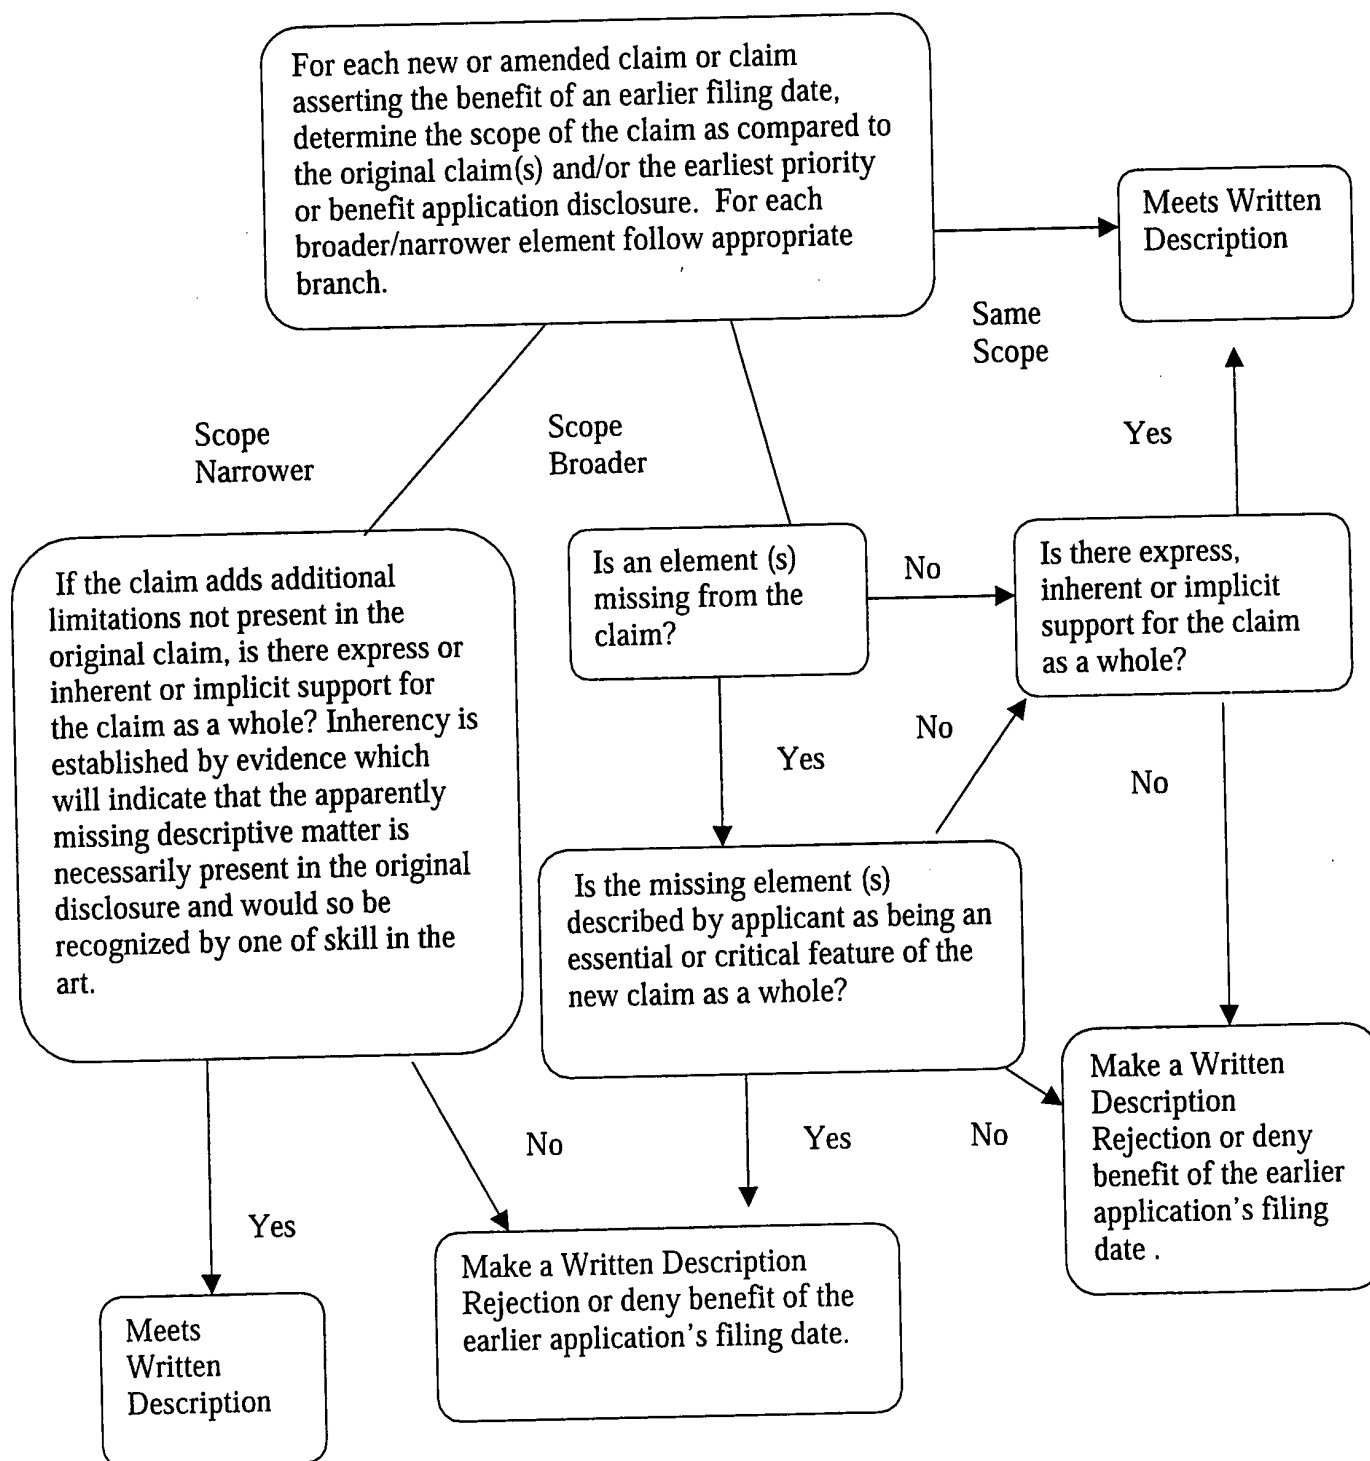 For each new or amended claim or claim
asserting the benefit of an earlier filing date,
determine the scope of the claim as compared to
the original claim(s) and/or the earliest priority
or benefit application disclosure.  For each
broader/narrower element follow appropriate
branch.
Meets Written
Description
Same
Scope
Scope
Narrower
Scope
Broader
Yes
If the claim adds additional
limitations not present in the
original claim, is there express or
inherent or implicit support for
the claim as a whole? Inherency is
established by evidence which
will indicate that the apparently
missing descriptive matter is
necessarily present in the original
disclosure and would so be
recognized by one of skill in the
art.
Is an element (s)
missing from the
claim?
No
Is there express,
inherent or implicit
support for the claim
as a whole?
Yes
No
No
Is the missing element (s)
described by applicant as being an
essential or critical feature of the
new claim as a whole?
Make a Written
Description
Rejection or deny
benefit of the earlier
application's filing
date .
No
Yes
No
Yes
Make a Written Description
Rejection or deny benefit of the
earlier application's filing date.
Meets
Written
Description